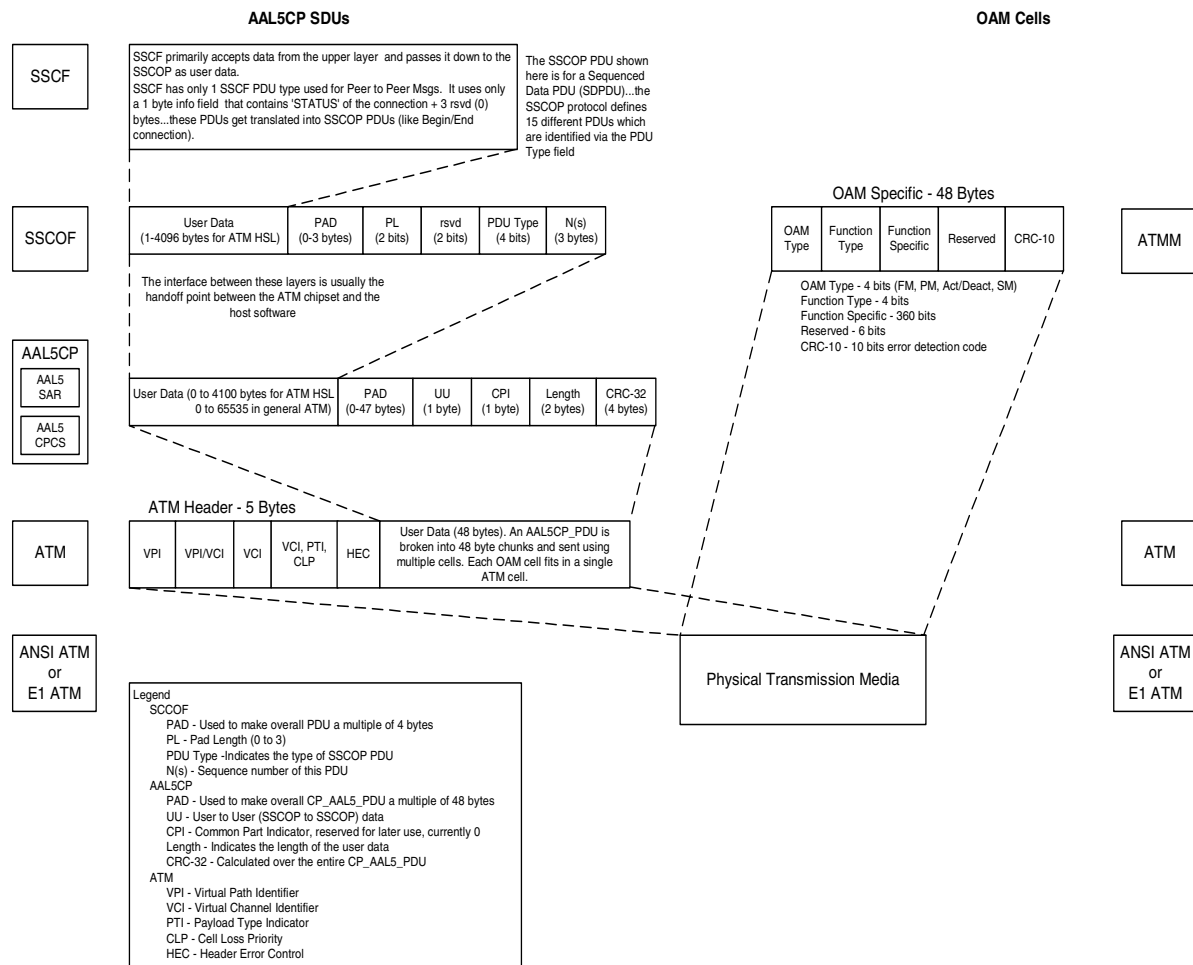 AAL5CP SDUs
OAM Cells
SSCF
SSCF primarily accepts data from the upper layer and passes it down to the
SSCOP as user data.
SSCF has only 1 SSCF PDU type used for Peer to Peer Msgs. It uses only
a 1 byte info field that contains 'STATUS' of the connection + 3 rsvd (0)
bytes...these PDUs get translated into SSCOP PDUs (like Begin/End
connection).
The SSCOP PDU shown
here is for a Sequenced
Data PDU (SDPDU)...the
SSCOP protocol defines
15 different PDUs which
are identified via the PDU
Type field
SSCOF
User Data
(1-4096 bytes for ATM HSL)
PAD
(0-3 bytes)
PL
(2 bits)
rsvd
(2 bits)
PDU Type
(4 bits)
N(s)
(3 bytes)
OAM Specific - 48 Bytes
OAM
Type
Function
Type
Function
Specific
Reserved
CRC-10
ATMM
The interface between these layers is usually the
handoff point between the ATM chipset and the
host software
OAM Type - 4 bits (FM, PM, Act/Deact, SM)
Function Type - 4 bits
Function Specific - 360 bits
Reserved - 6 bits
CRC-10 - 10 bits error detection code
AAL5CP
AAL5
SAR
AAL5
CPCS
User Data (0 to 4100 bytes for ATM HSL
0 to 65535 in general ATM)
PAD
(0-47 bytes)
UU
(1 byte)
CPI
(1 byte)
Length
(2 bytes)
CRC-32
(4 bytes)
ATM Header - 5 Bytes
ATM
VPI
VPI/VCI
VCI
VCI, PTI,
CLP
HEC
User Data (48 bytes). An AAL5CP_PDU is
broken into 48 byte chunks and sent using
multiple cells. Each OAM cell fits in a single
ATM cell.
ATM
ANSI ATM
or
E1 ATM
Physical Transmission Media
ANSI ATM
or
E1 ATM
Legend
SCCOF
PAD - Used to make overall PDU a multiple of 4 bytes
PL - Pad Length (0 to 3)
PDU Type -Indicates the type of SSCOP PDU
N(s) - Sequence number of this PDU
AAL5CP
PAD - Used to make overall CP_AAL5_PDU a multiple of 48 bytes
UU - User to User (SSCOP to SSCOP) data
CPI - Common Part Indicator, reserved for later use, currently 0
Length - Indicates the length of the user data
CRC-32 - Calculated over the entire CP_AAL5_PDU
ATM
VPI - Virtual Path Identifier
VCI - Virtual Channel Identifier
PTI - Payload Type Indicator
CLP - Cell Loss Priority
HEC - Header Error Control